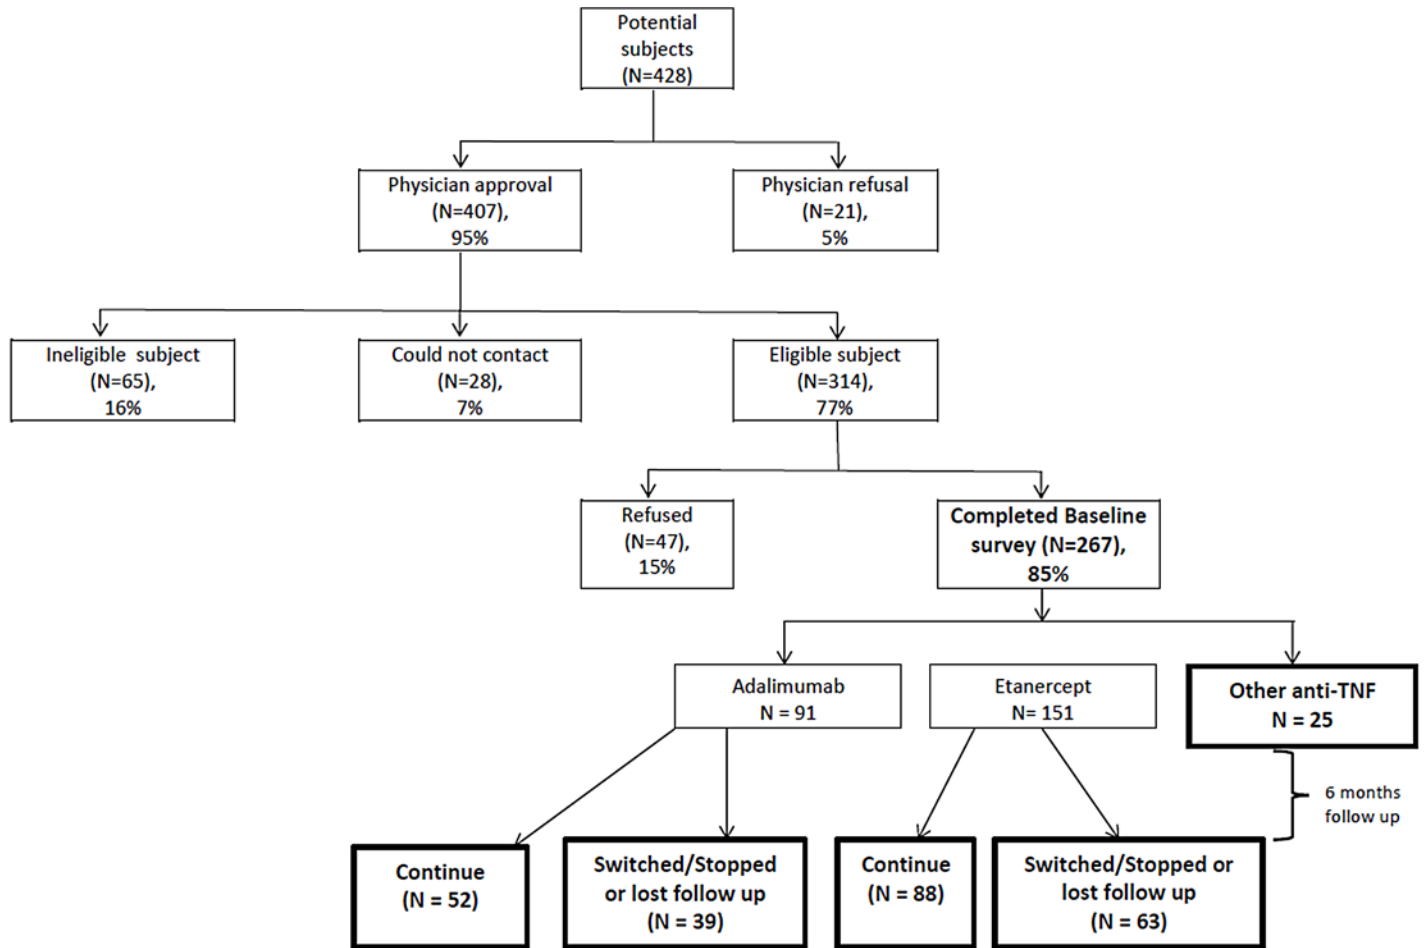 Potential
subjects
(N=428)
Physician approval
(N=407),
95%
Physician refusal
(N=21),
5%
Ineligible subject
(N=65),
16%
Could not contact
(N=28),
7%
Eligible subject
(N=314),
77%
Refused
(N=47),
15%
Completed Baseline
survey (N=267),
85%
Adalimumab
N = 91
Etanercept
N= 151
Other anti-TNF
N = 25
6 months
follow up
Continue
(N = 52)
Switched/Stopped
or lost follow up
(N = 39)
Continue
(N = 88)
Switched/Stopped or
lost follow up
(N = 63)